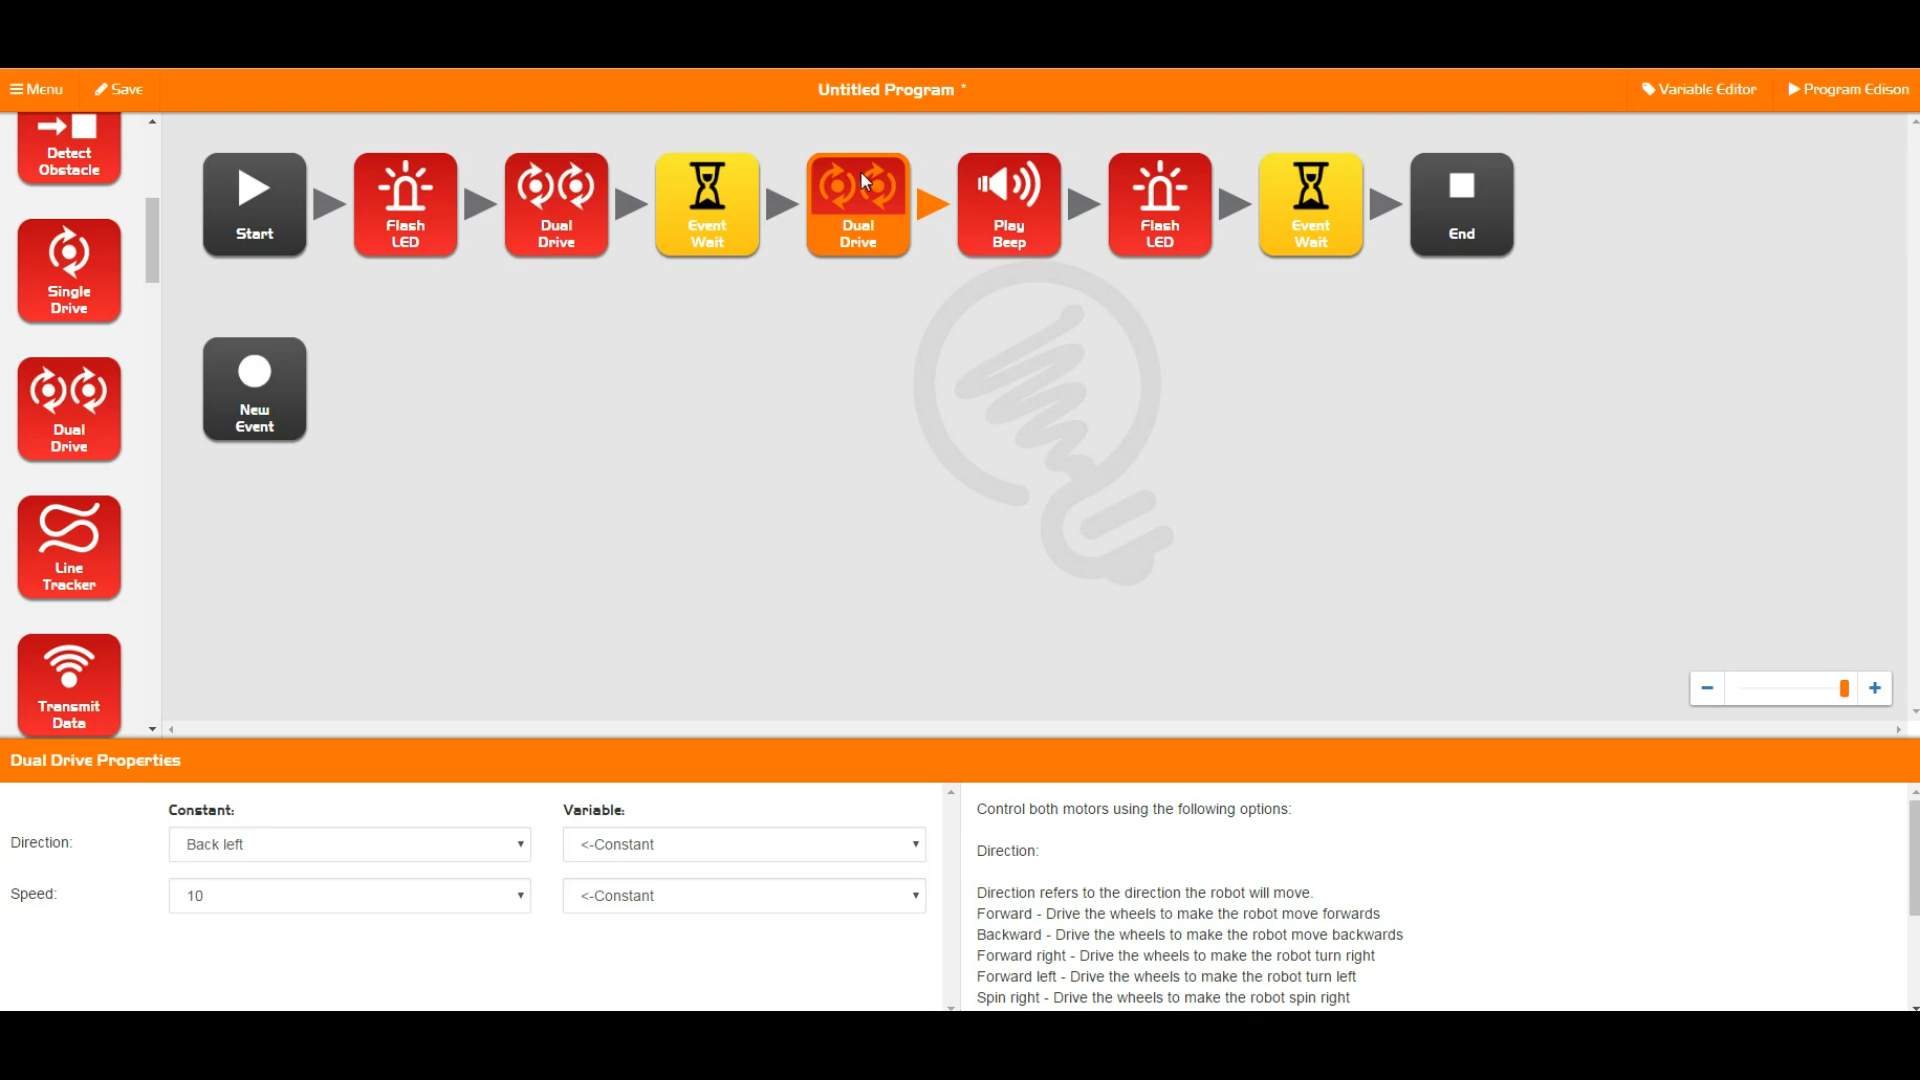 Menu
Save
Untitled Program *
Variable Editor
Program Edison
Detect
Obstacle
Single
Drive
Dual
Drive
Line
Tracker
Transmit
Data
Start
Flash
LED
Dual
Drive
Event
Wait
Dual
Drive
Play
Beep
Flash
LED
Event
Wait
End
New
Event
Dual Drive Properties
Constant:
Variable:
Direction:
Back left
<-Constant
Speed:
10
<-Constant
Control both motors using the following options:
Direction:
Direction refers to the direction the robot will move.
Forward - Drive the wheels to make the robot move forwards
Backward - Drive the wheels to make the robot move backwards
Forward right - Drive the wheels to make the robot turn right
Forward left - Drive the wheels to make the robot turn left
Spin right - Drive the wheels to make the robot spin right